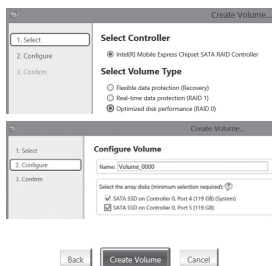 Create Volume...
1. Select
2. Configure
3. Confirm
Select Controller
Intel(R) Mobile Express Chipset SATA RAID Controller
Select Volume Type
Flexible data protection (Recovery)
Real-time data protection (RAID 1)
Optimized disk performance (RAID 0)
Create Volume...
1. Select
2. Configure
3. Confirm
Configure Volume
Name: Volume_0000
Select the array disks (minimum selection required):
SATA SSD on Controller 0, Port 4 (119 GB) (System)
SATA SSD on Controller 0, Port 5 (119 GB)
Back
Create Volume
Cancel